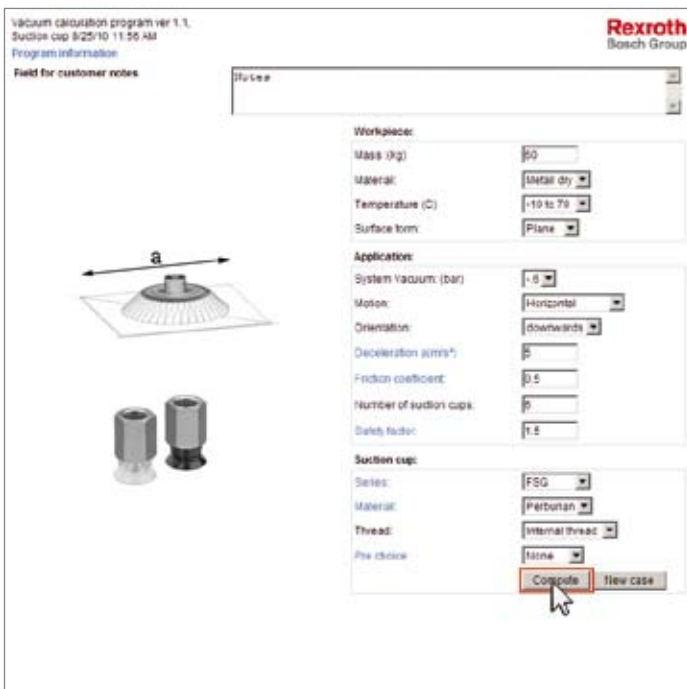 Vacuum calculation program ver 1.1,
Suction cup 8/25/10 11:56 AM
Program information
Rexroth
Bosch Group
Field for customer notes
Workpiece:
Mass (kg) 60
Material: Metall dry
Temperature (C) -10 to 70
Surface form: Plane
a
Application:
System Vacuum: (bar) -.6
Motion: Horizontal
Orientation: downwards
Deceleration a(m/s²): 5
Friction coefficient: 0.5
Number of suction cups: 6
Safety factor: 1.5
Suction cup:
Series: FSG
Material: Perbunan
Thread: Internal thread
Pre choice None
Compute New case